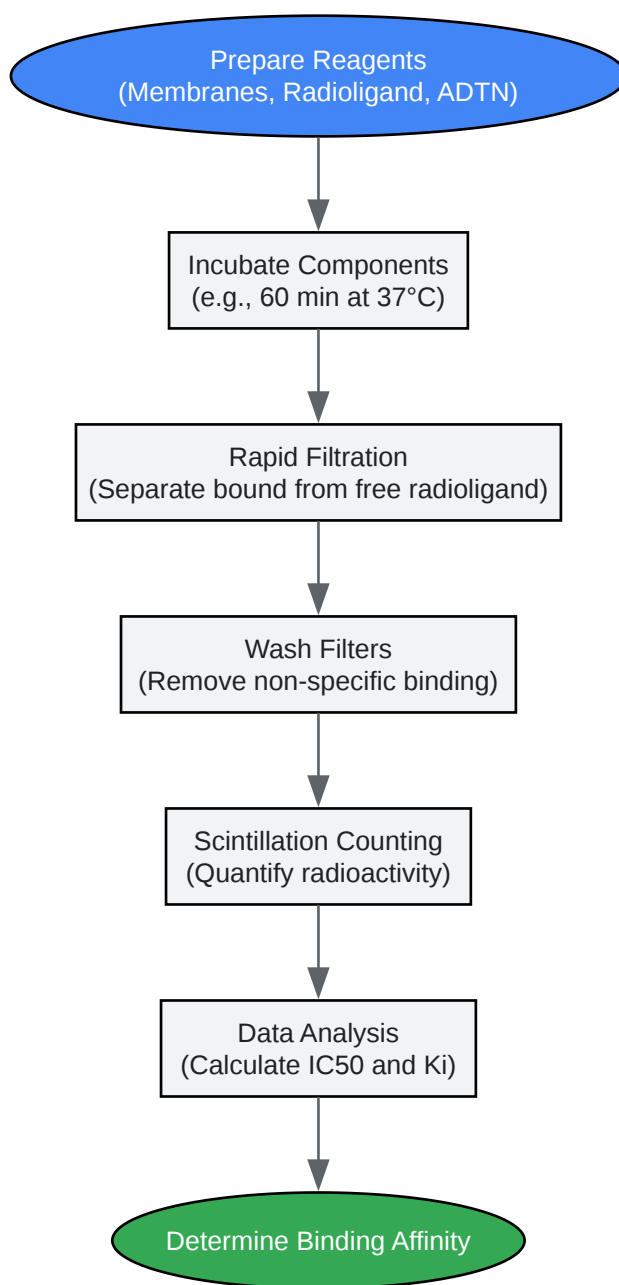 Prepare Reagents
(Membranes, Radioligand, ADTN)
Incubate Components
(e.g., 60 min at 37°C)
Rapid Filtration
(Separate bound from free radioligand)
Wash Filters
(Remove non-specific binding)
Scintillation Counting
(Quantify radioactivity)
Data Analysis
(Calculate IC50 and Ki)
Determine Binding Affinity